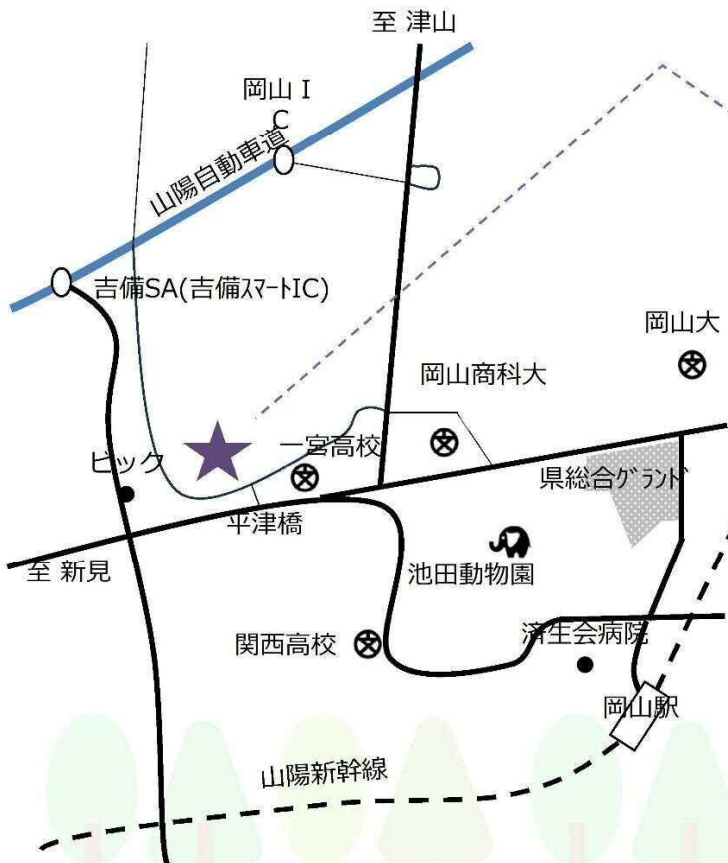 至 津山
岡山 I
C
山陽自動車道
吉備SA(吉備ｽﾏｰﾄIC)
岡山大
岡山商科大
一宮高校
ビック
県総合ｸﾞﾗﾝﾄﾞ
平津橋
至 新見
池田動物園
関西高校
済生会病院
岡山駅
山陽新幹線